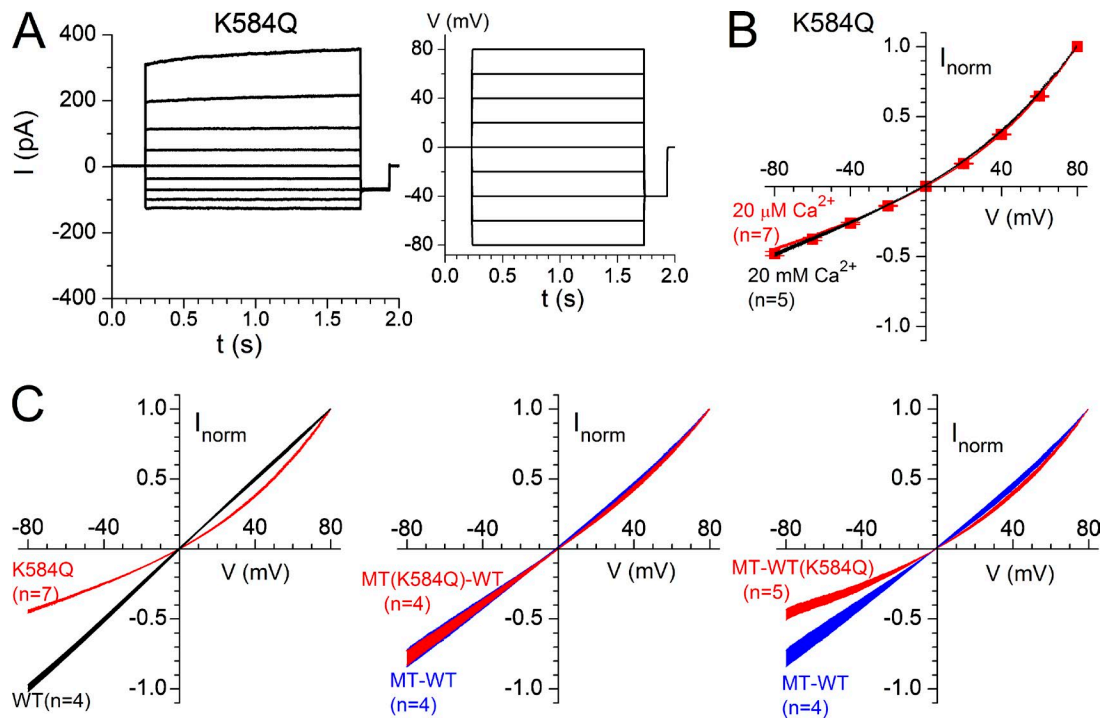 A
K584Q
I (pA)
400
200
0
-200
-400
0.0
0.5
1.0
1.5
2.0
t (s)
V (mV)
80
40
0
-40
-80
0.0
0.5
1.0
1.5
2.0
t (s)
B
K584Q
I norm
1.0
0.5
-80
-40
40
80
V (mV)
20 μM Ca2+
(n=7)
20 mM Ca2+
(n=5)
-0.5
-1.0
C
1.0
I norm
0.5
-80
-40
40
80
V (mV)
K584Q
(n=7)
-0.5
-1.0
WT(n=4)
1.0
I norm
0.5
-80
-40
40
80
V (mV)
MT(K584Q)-WT
(n=4)
-0.5
MT-WT
(n=4)
-1.0
1.0
I norm
0.5
-80
-40
40
80
V (mV)
MT-WT(K584Q)
(n=5)
-0.5
MT-WT
(n=4)
-1.0